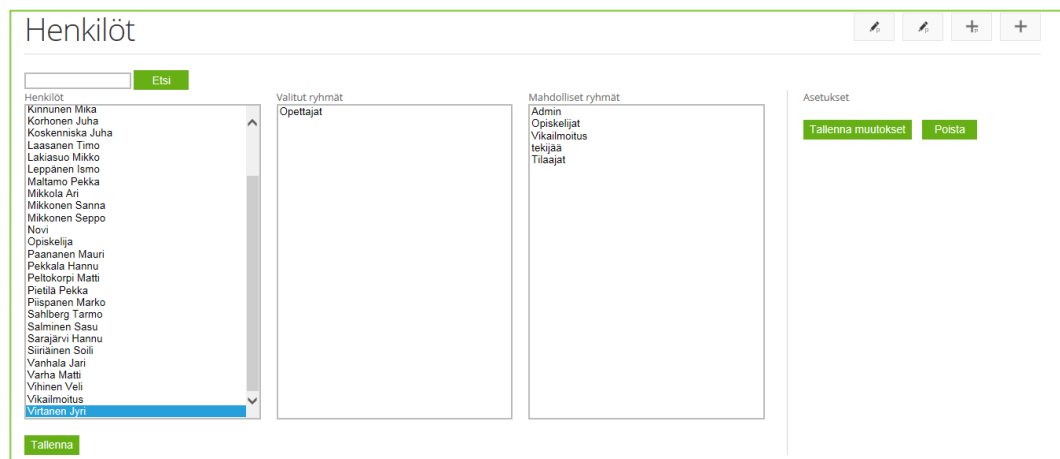 Henkilöt
Etsi
Henkilöt
Kinnunen Mika
Korhonen Juha
Koskenniska Juha
Laasanen Timo
Lakiasuo Mikko
Leppänen Ismo
Maltamo Pekka
Mikkola Ari
Mikkonen Sanna
Mikkonen Seppo
Novi
Opiskelija
Paananen Mauri
Pekkala Hannu
Peltokorpi Matti
Pietilä Pekka
Piispanen Marko
Sahlberg Tarmo
Salminen Sasu
Sarajärvi Hannu
Siiriäinen Soili
Vanhala Jari
Varha Matti
Vihinen Veli
Vikailmoitus
Virtanen Jyri
Tallenna
Valitut ryhmät
Opettajat
Mahdolliset ryhmät
Admin
Opiskelijat
Vikailmoitus
tekijää
Tilaajat
Asetukset
Tallenna muutokset
Poista